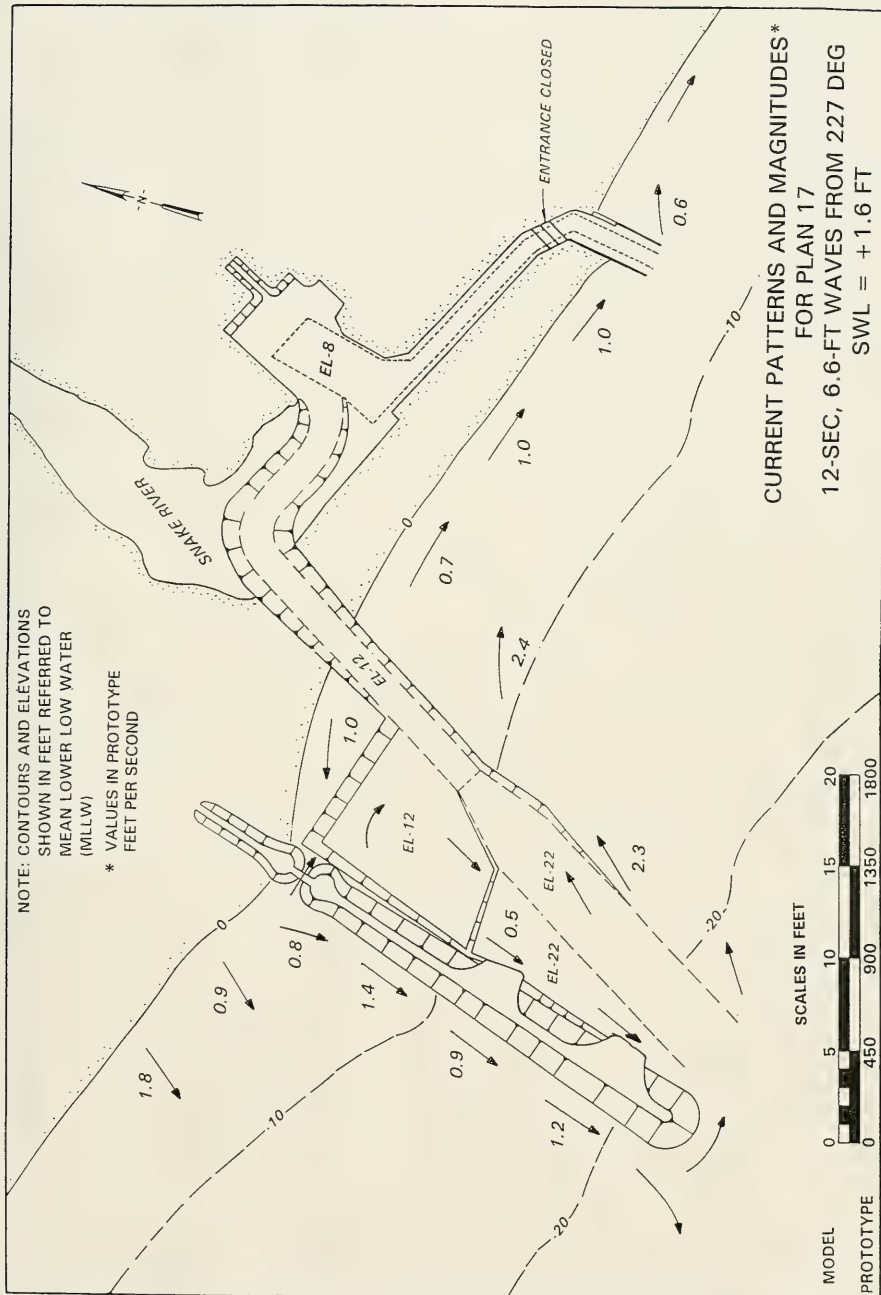 NOTE: CONTOURS AND ELEVATIONS
SHOWN IN FEET REFERRED TO
MEAN LOWER LOW WATER
(MLLW)
* VALUES IN PROTOTYPE
FEET PER SECOND
SNAKE RIVER
-N-
EL-8
ENTRANCE CLOSED
0
0
1.8
0.9
0.8
1.4
0.9
1.2
-10
-20
1.0
EL-12
EL-12
0.5
EL-22
EL-22
2.3
2.4
0.7
1.0
1.0
0.6
-10
-20
CURRENT PATTERNS AND MAGNITUDES*
FOR PLAN 17
12-SEC, 6.6-FT WAVES FROM 227 DEG
SWL = +1.6 FT
SCALES IN FEET
MODEL 0 5 10 15 20
PROTOTYPE 0 450 900 1350 1800